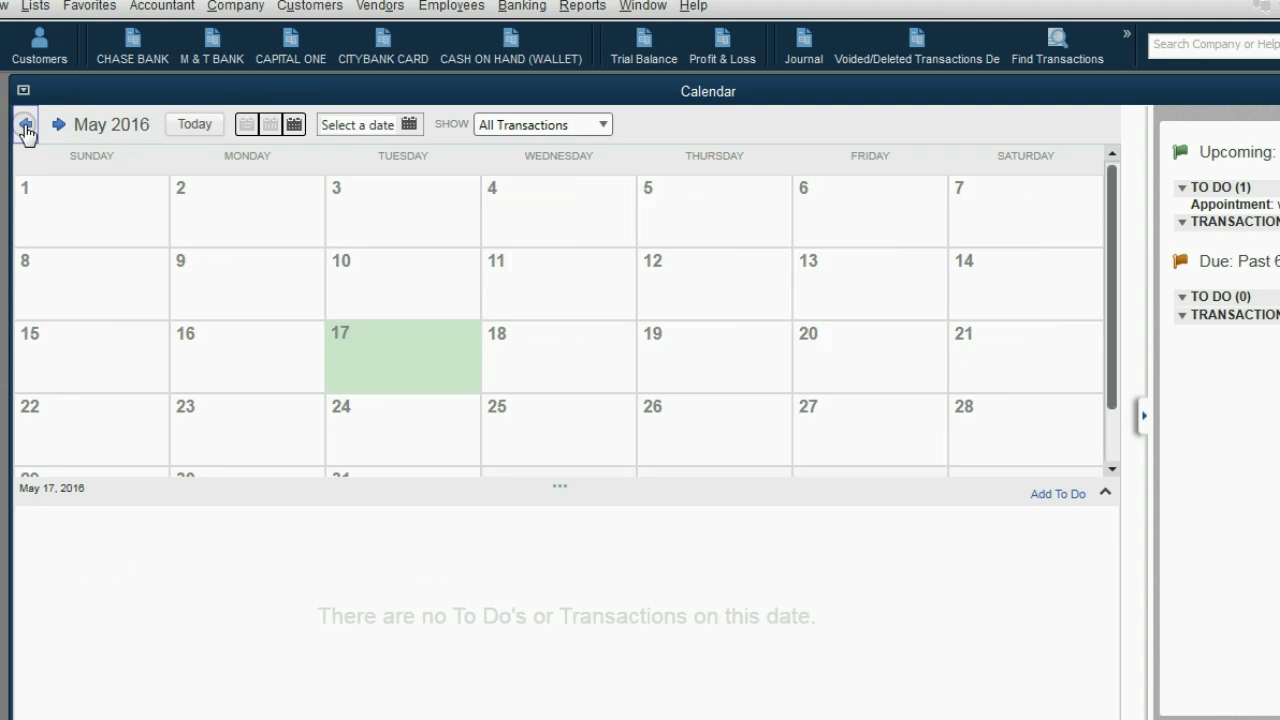 w Lists Favorites Accountant Company Customers Vendors Employees Banking Reports Window Help
Customers CHASE BANK M & T BANK CAPITAL ONE CITYBANK CARD CASH ON HAND (WALLET) Trial Balance Profit & Loss Journal Voided/Deleted Transactions De Find Transactions » Search Company or Help
Calendar
May 2016 Today Select a date SHOW All Transactions
SUNDAY MONDAY TUESDAY WEDNESDAY THURSDAY FRIDAY SATURDAY
1 2 3 4 5 6 7
8 9 10 11 12 13 14
15 16 17 18 19 20 21
22 23 24 25 26 27 28
29 30 31
May 17, 2016 Add To Do
There are no To Do's or Transactions on this date.
Upcoming:
TO DO (1)
Appointment:
TRANSACTION
Due: Past 6
TO DO (0)
TRANSACTION